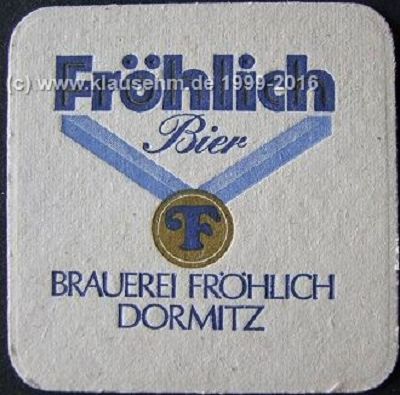 Fröhlich
(c) www.klausehm.de 1999-2016
Bier
F
BRAUEREI FRÖHLICH
DORMITZ